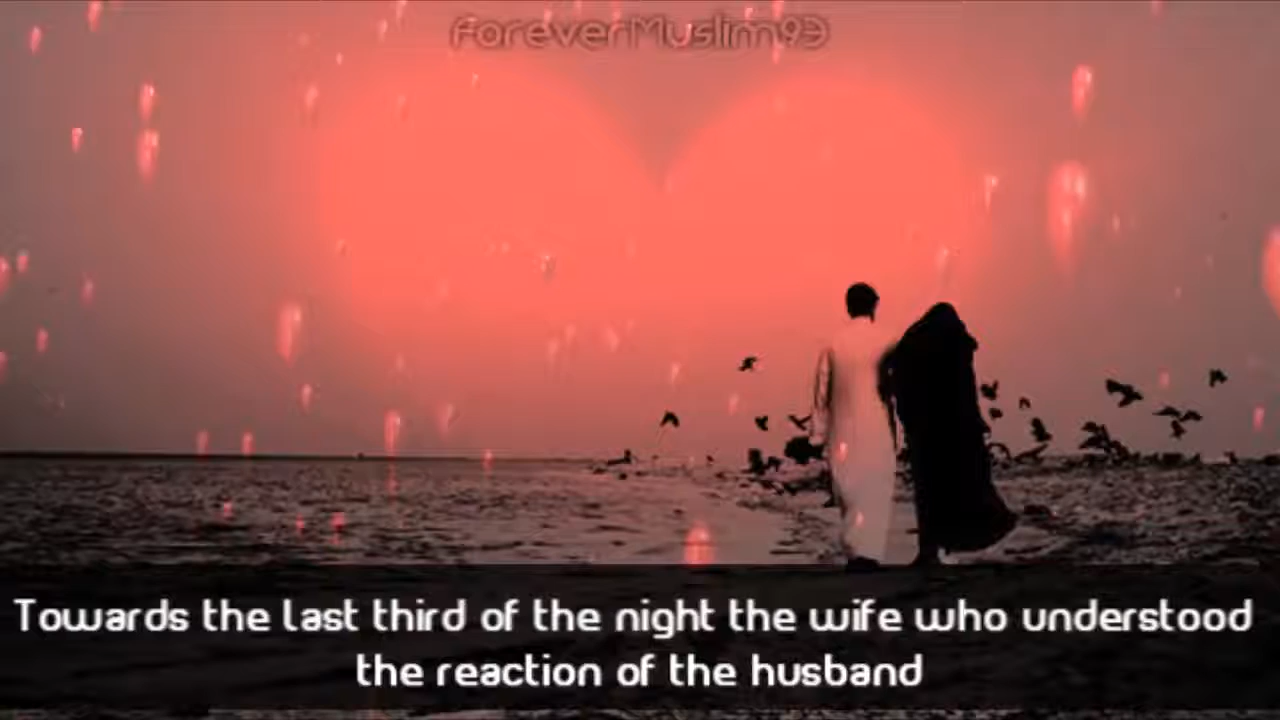 ForeverMuslim93
Towards the last third of the night the wife who understood
the reaction of the husband